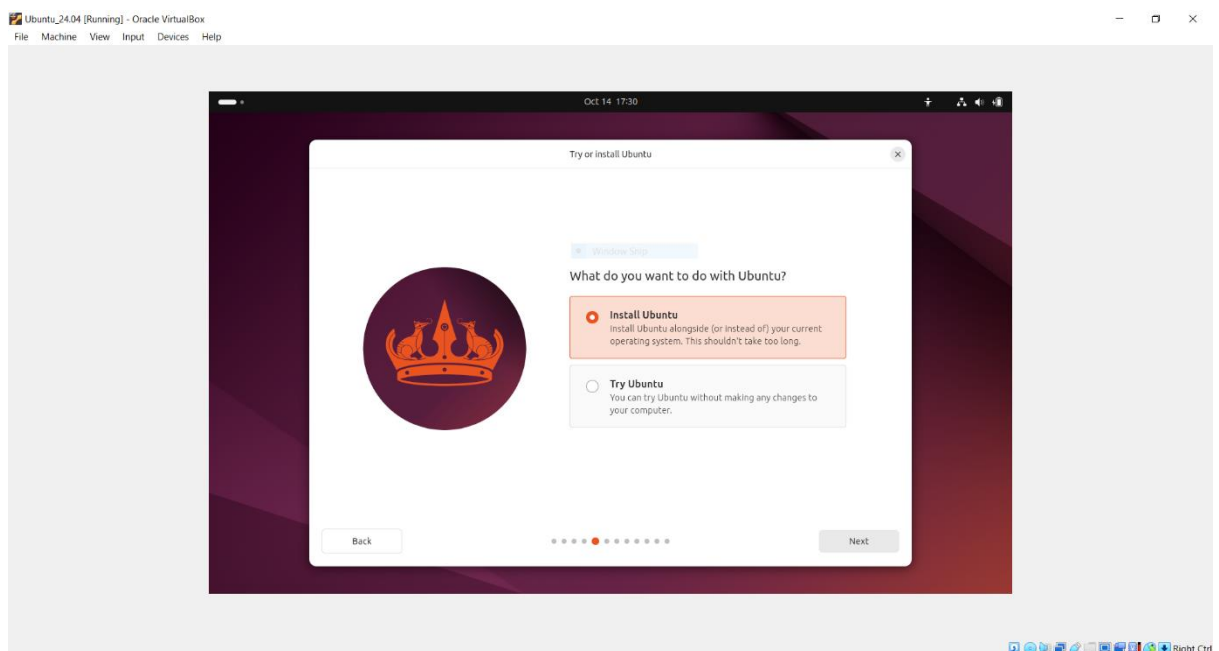 Ubuntu_24.04 [Running] - Oracle VirtualBox
File Machine View Input Devices Help
Oct 14 17:30
Try or install Ubuntu
Window Snip
What do you want to do with Ubuntu?
Install Ubuntu
Install Ubuntu alongside (or instead of) your current
operating system. This shouldn't take too long.
Try Ubuntu
You can try Ubuntu without making any changes to
your computer.
Back
Next
Right Ctrl